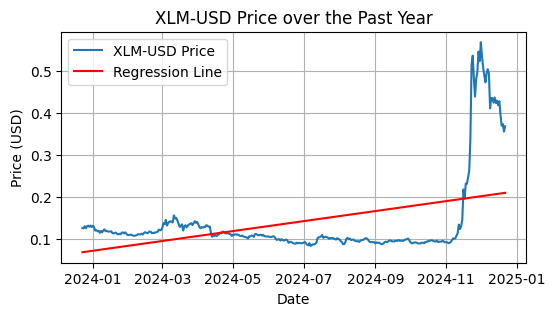 XLM-USD Price over the Past Year
XLM-USD Price
Regression Line
Price (USD)
0.5
0.4
0.3
0.2
0.1
2024-01 2024-03 2024-05 2024-07 2024-09 2024-11 2025-01
Date